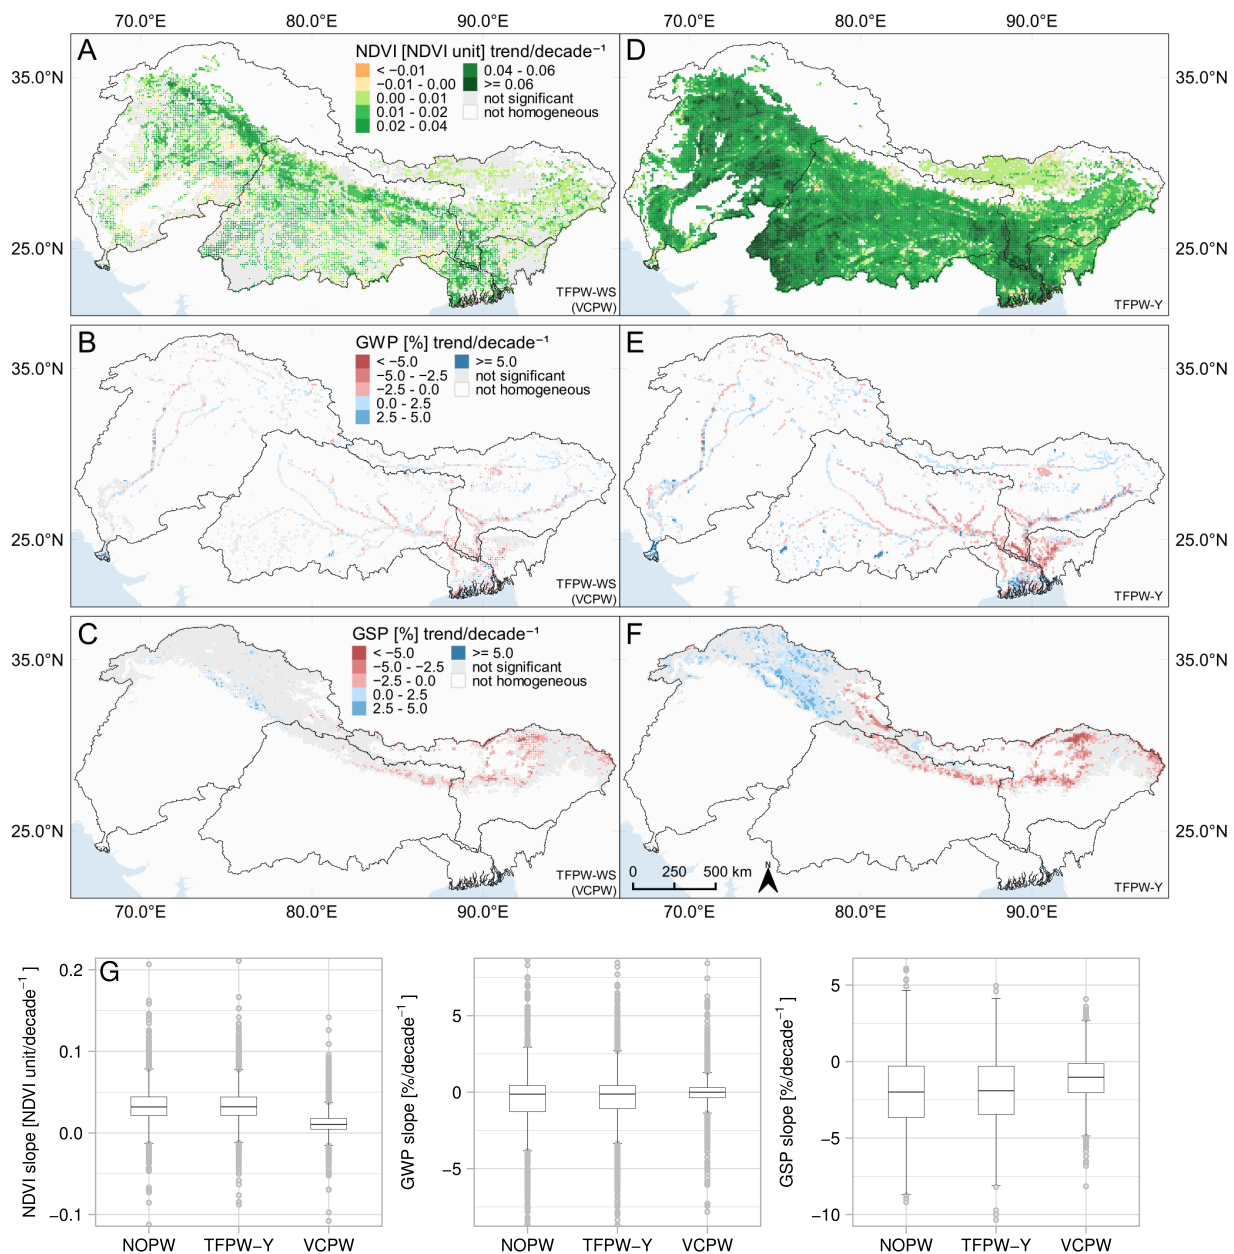 70.0°E 80.0°E 90.0°E 70.0°E 80.0°E 90.0°E
A
NDVI [NDVI unit] trend/decade⁻¹
< −0.01
−0.01 - 0.00
0.00 - 0.01
0.01 - 0.02
0.02 - 0.04
0.04 - 0.06
>= 0.06
not significant
not homogeneous
TFPW-WS
(VCPW)
35.0°N
25.0°N
D
TFPW-Y
35.0°N
25.0°N
B
GWP [%] trend/decade⁻¹
< −5.0
−5.0 - −2.5
−2.5 - 0.0
0.0 - 2.5
2.5 - 5.0
>= 5.0
not significant
not homogeneous
TFPW-WS
(VCPW)
35.0°N
25.0°N
E
TFPW-Y
35.0°N
25.0°N
C
GSP [%] trend/decade⁻¹
< −5.0
−5.0 - −2.5
−2.5 - 0.0
0.0 - 2.5
2.5 - 5.0
>= 5.0
not significant
not homogeneous
TFPW-WS
(VCPW)
35.0°N
25.0°N
F
0 250 500 km
N
TFPW-Y
35.0°N
25.0°N
70.0°E 80.0°E 90.0°E 70.0°E 80.0°E 90.0°E
G
NDVI slope [NDVI unit/decade⁻¹ ]
0.2
0.1
0.0
−0.1
NOPW TFPW−Y VCPW
GWP slope [%/decade⁻¹ ]
5
0
−5
NOPW TFPW−Y VCPW
GSP slope [%/decade⁻¹ ]
5
0
−5
−10
NOPW TFPW−Y VCPW